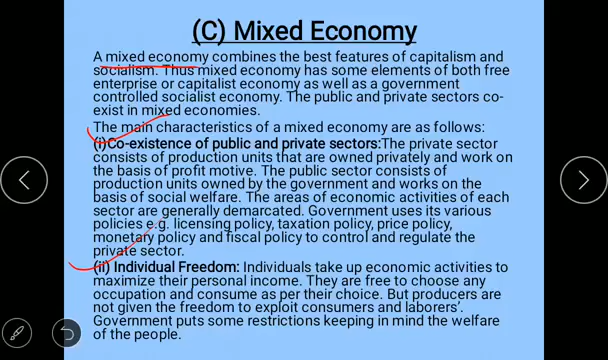 (C) Mixed Economy
A mixed economy combines the best features of capitalism and
socialism. Thus mixed economy has some elements of both free
enterprise or capitalist economy as well as a government
controlled socialist economy. The public and private sectors co-
exist in mixed economies.
The main characteristics of a mixed economy are as follows:
(i)Co-existence of public and private sectors:The private sector
consists of production units that are owned privately and work on
the basis of profit motive. The public sector consists of
production units owned by the government and works on the
basis of social welfare. The areas of economic activities of each
sector are generally demarcated. Government uses its various
policies e.g. licensing policy, taxation policy, price policy,
monetary policy and fiscal policy to control and regulate the
private sector.
(ii) Individual Freedom: Individuals take up economic activities to
maximize their personal income. They are free to choose any
occupation and consume as per their choice. But producers are
not given the freedom to exploit consumers and laborers’.
Government puts some restrictions keeping in mind the welfare
of the people.